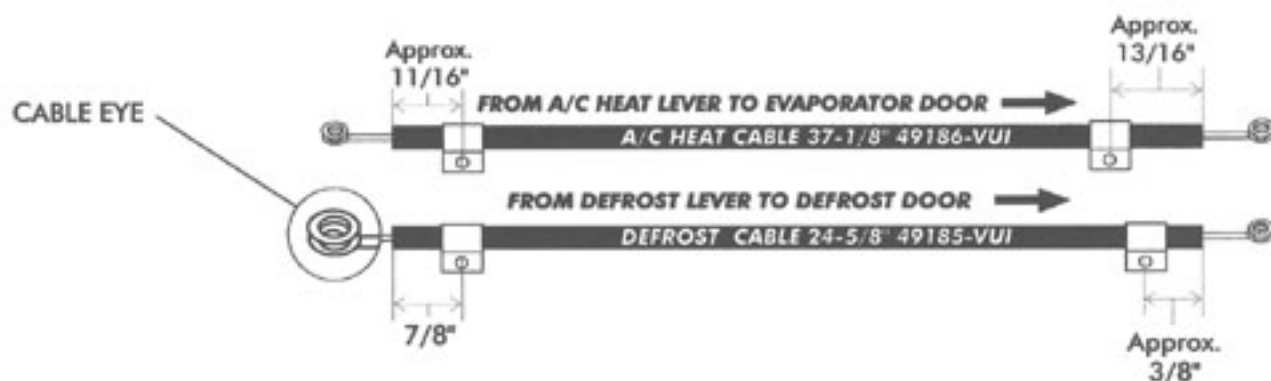 Approx.
11/16"
Approx.
13/16"
CABLE EYE
FROM A/C HEAT LEVER TO EVAPORATOR DOOR
A/C HEAT CABLE 37-1/8" 49186-VUI
FROM DEFROST LEVER TO DEFROST DOOR
DEFROST CABLE 24-5/8" 49185-VUI
7/8"
Approx.
3/8"